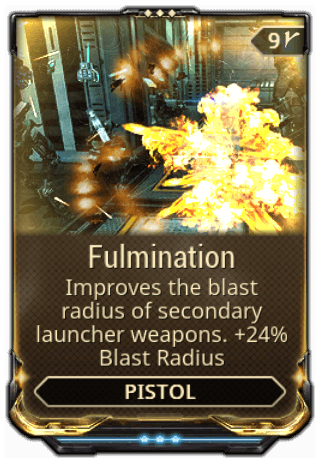 9
Fulmination
Improves the blast
radius of secondary
launcher weapons. +24%
Blast Radius
PISTOL